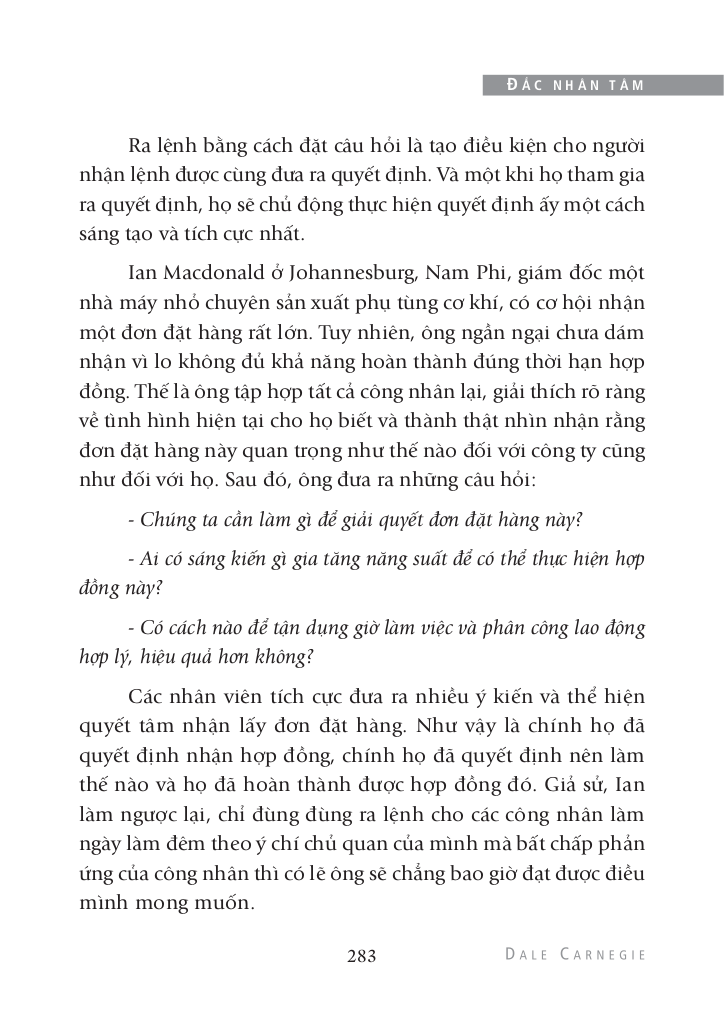 ĐẮC NHÂN TÂM
Ra lệnh bằng cách đặt câu hỏi là tạo điều kiện cho người
nhận lệnh được cùng đưa ra quyết định. Và một khi họ tham gia
ra quyết định, họ sẽ chủ động thực hiện quyết định ấy một cách
sáng tạo và tích cực nhất.
Ian Macdonald ở Johannesburg, Nam Phi, giám đốc một
nhà máy nhỏ chuyên sản xuất phụ tùng cơ khí, có cơ hội nhận
một đơn đặt hàng rất lớn. Tuy nhiên, ông ngần ngại chưa dám
nhận vì lo không đủ khả năng hoàn thành đúng thời hạn hợp
đồng. Thế là ông tập hợp tất cả công nhân lại, giải thích rõ ràng
về tình hình hiện tại cho họ biết và thành thật nhìn nhận rằng
đơn đặt hàng này quan trọng như thế nào đối với công ty cũng
như đối với họ. Sau đó, ông đưa ra những câu hỏi:
- Chúng ta cần làm gì để giải quyết đơn đặt hàng này?
- Ai có sáng kiến gì gia tăng năng suất để có thể thực hiện hợp
đồng này?
- Có cách nào để tận dụng giờ làm việc và phân công lao động
hợp lý, hiệu quả hơn không?
Các nhân viên tích cực đưa ra nhiều ý kiến và thể hiện
quyết tâm nhận lấy đơn đặt hàng. Như vậy là chính họ đã
quyết định nhận hợp đồng, chính họ đã quyết định nên làm
thế nào và họ đã hoàn thành được hợp đồng đó. Giả sử, Ian
làm ngược lại, chỉ đùng đùng ra lệnh cho các công nhân làm
ngày làm đêm theo ý chí chủ quan của mình mà bất chấp phản
ứng của công nhân thì có lẽ ông sẽ chẳng bao giờ đạt được điều
mình mong muốn.
283
DALE CARNEGIE